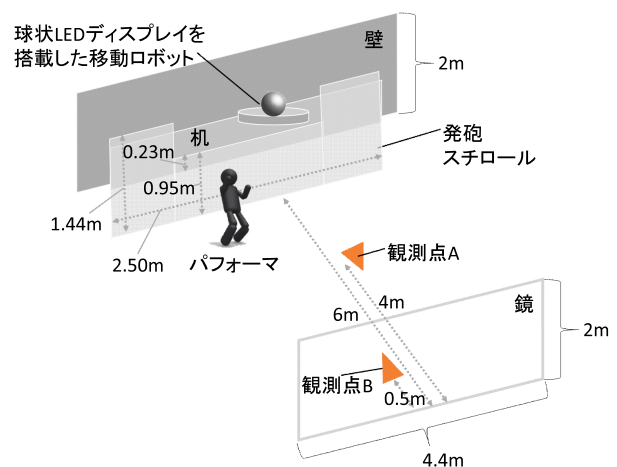 球状LEDディスプレイを
搭載した移動ロボット
壁
2m
机
0.23m
0.95m
1.44m
2.50m
発砲
スチロール
パフォーマ
観測点A
4m
6m
鏡
2m
観測点B
0.5m
4.4m